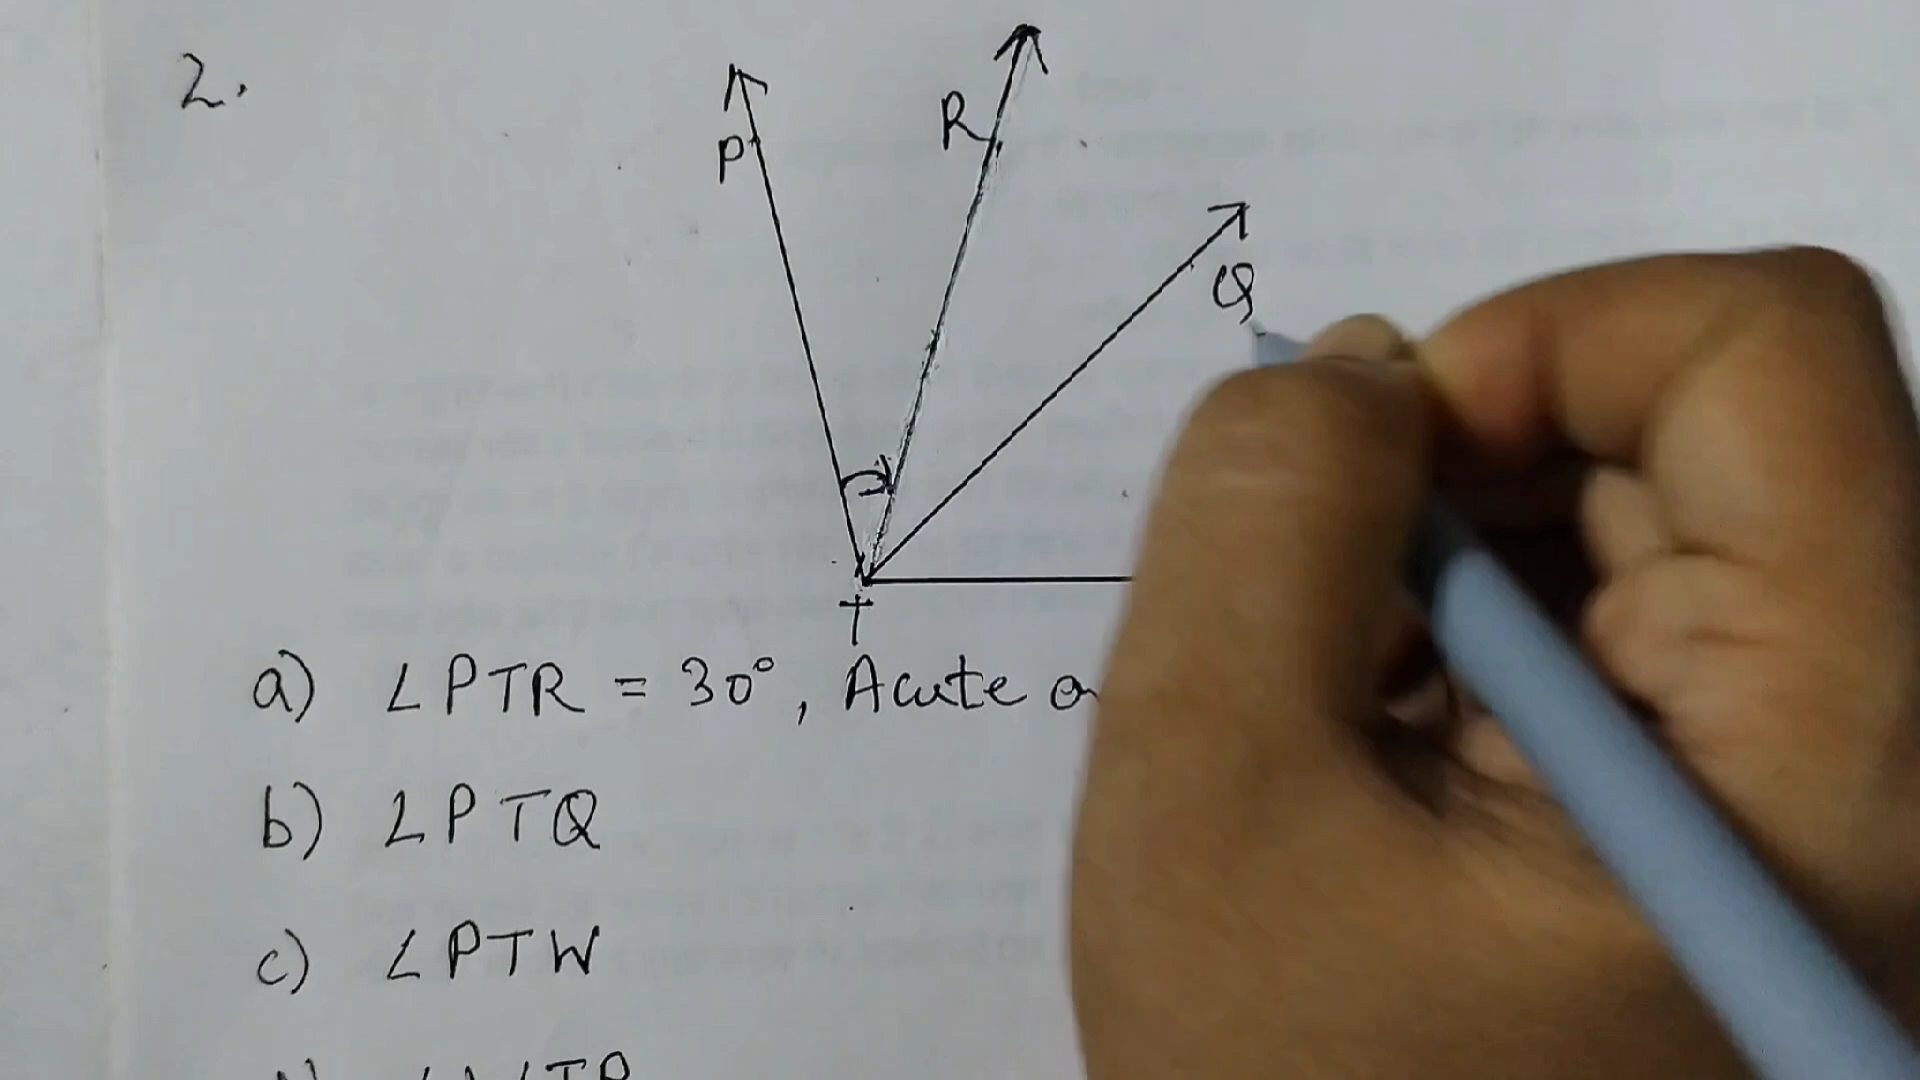 2.
P
R
Q
T
a) ∠PTR = 30°, Acute
b) ∠PTQ
c) ∠PTW